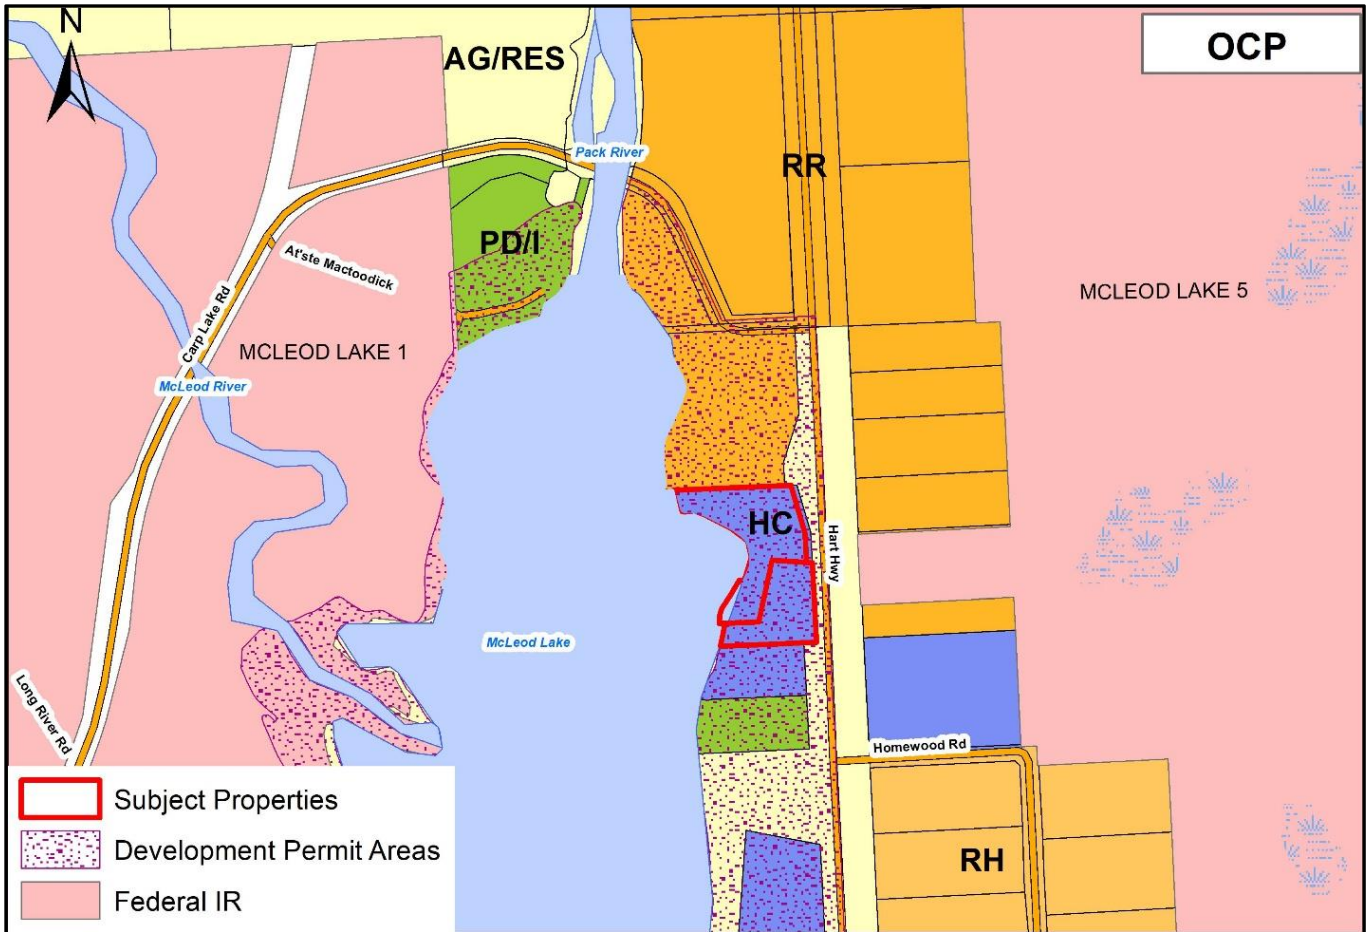 N
OCP
AG/RES
Pack River
RR
PD/I
At'ste Mactoodick
MCLEOD LAKE 5
Carp Lake Rd
MCLEOD LAKE 1
McLeod River
HC
Hart Hwy
McLeod Lake
Long River Rd
Homewood Rd
RH
Subject Properties
Development Permit Areas
Federal IR